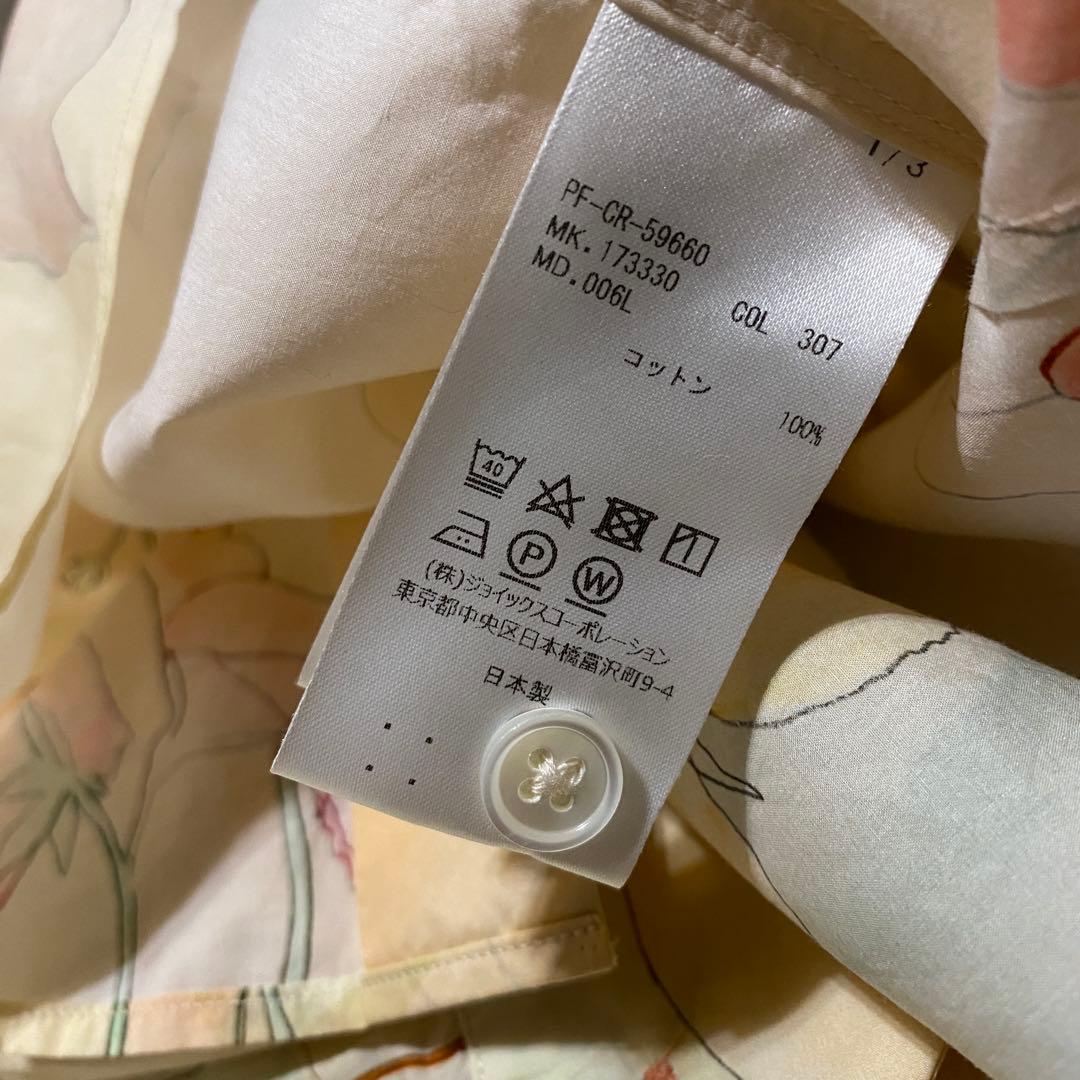 1/3
PF-CR-59660
MK.173330
MD.006L COL 307
コットン 100%
40
P W
(株)ジョイックスコーポレーション
東京都中央区日本橋富沢町9-4
日本製